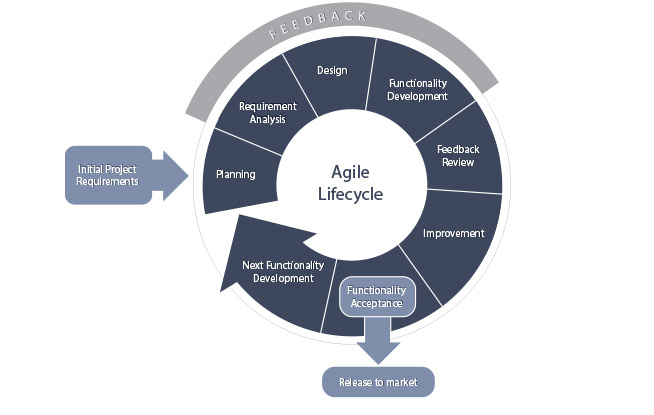 FEEDBACK
Design
Functionality
Development
Requirement
Analysis
Feedback
Review
Planning
Agile
Lifecycle
Initial Project
Requirements
Improvement
Next Functionality
Development
Functionality
Acceptance
Release to market